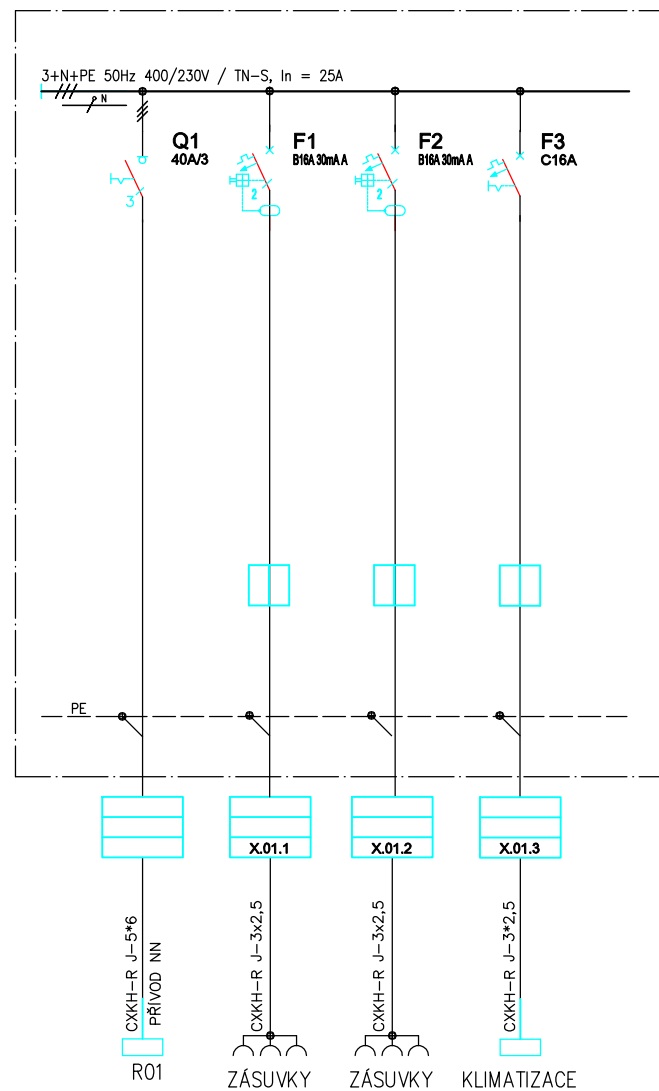 3+N+PE 50Hz 400/230V / TN-S, In = 25A
N
Q1
40A/3
F1
B16A 30mA A
F2
B16A 30mA A
F3
C16A
3
2
2
PE
X.01.1
X.01.2
X.01.3
CXKH-R J-5*6
PŘÍVOD NN
CXKH-R J-3x2,5
CXKH-R J-3x2,5
CXKH-R J-3*2,5
R01
ZÁSUVKY
ZÁSUVKY
KLIMATIZACE